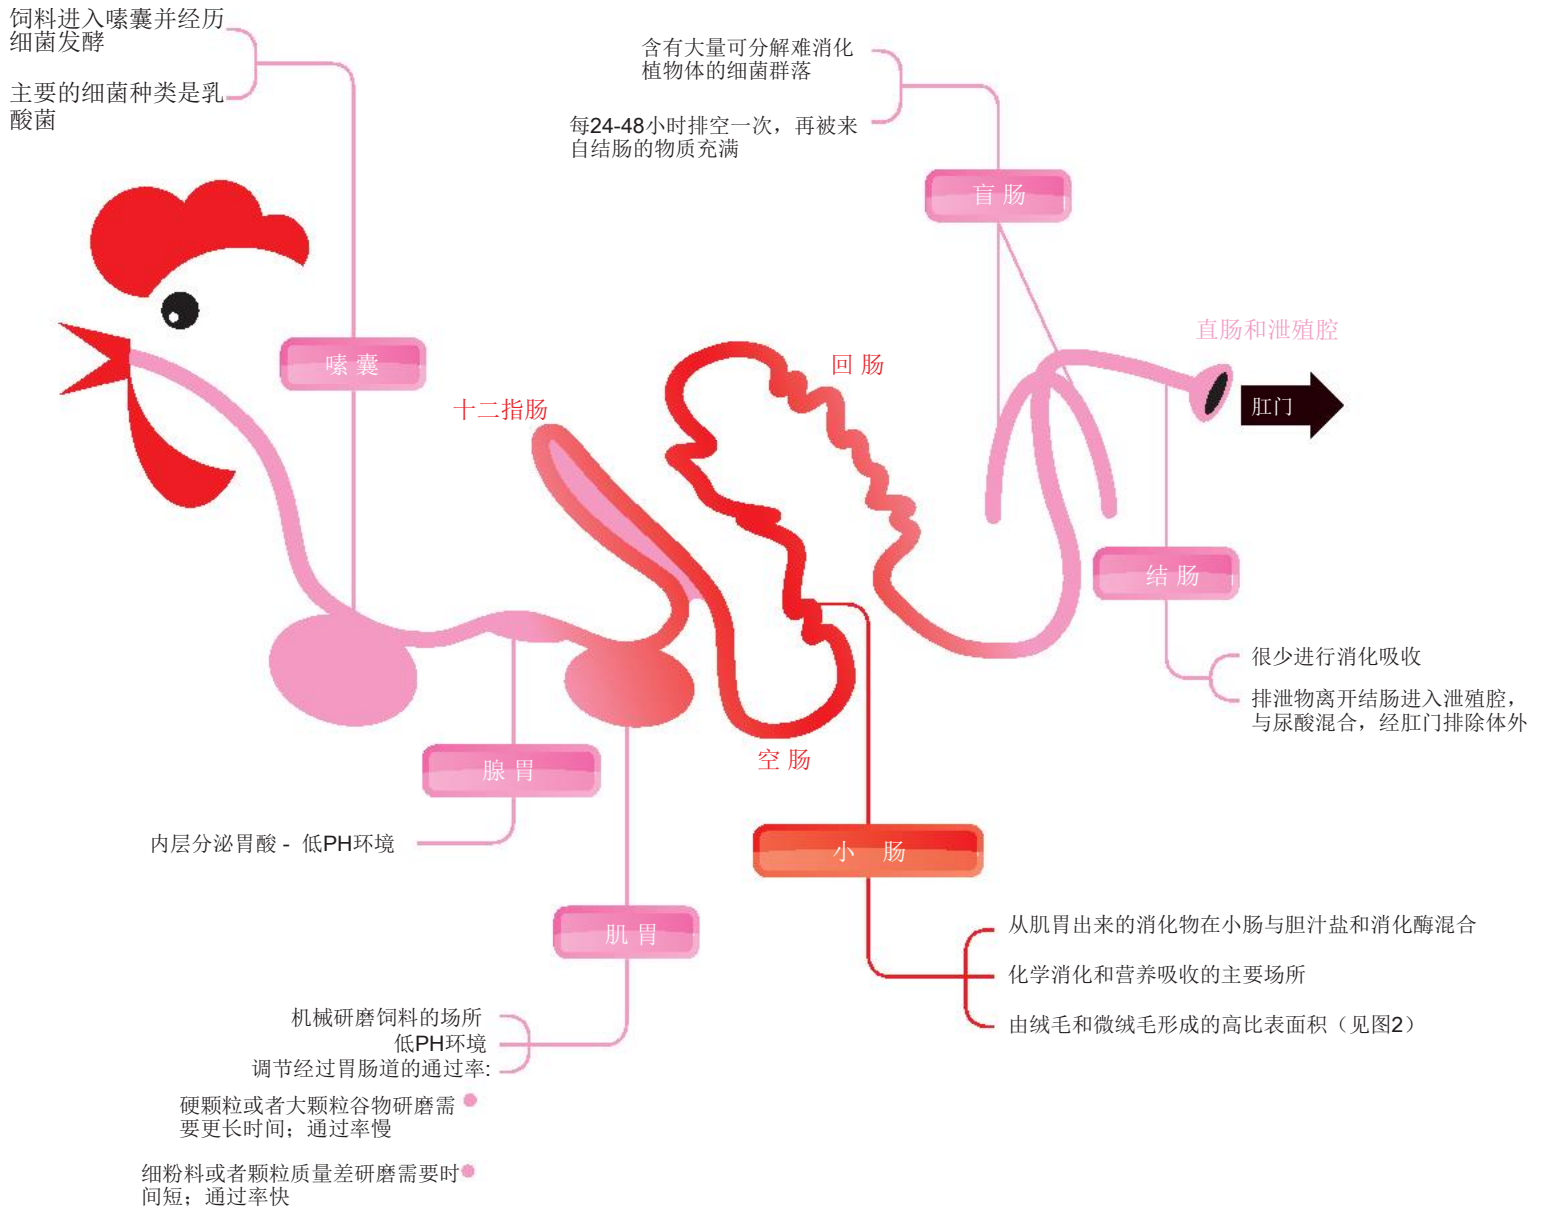 饲料进入嗉囊并经历
细菌发酵
主要的细菌种类是乳
酸菌
含有大量可分解难消化
植物体的细菌群落
每24-48小时排空一次，再被来
自结肠的物质充满
盲肠
嗉囊
十二指肠
回肠
直肠和泄殖腔
肛门
结肠
很少进行消化吸收
排泄物离开结肠进入泄殖腔，
与尿酸混合，经肛门排除体外
空肠
腺胃
内层分泌胃酸 - 低PH环境
小肠
从肌胃出来的消化物在小肠与胆汁盐和消化酶混合
化学消化和营养吸收的主要场所
由绒毛和微绒毛形成的高比表面积（见图2）
肌胃
机械研磨饲料的场所
低PH环境
调节经过胃肠道的通过率:
硬颗粒或者大颗粒谷物研磨需
要更长时间；通过率慢
细粉料或者颗粒质量差研磨需要时
间短；通过率快